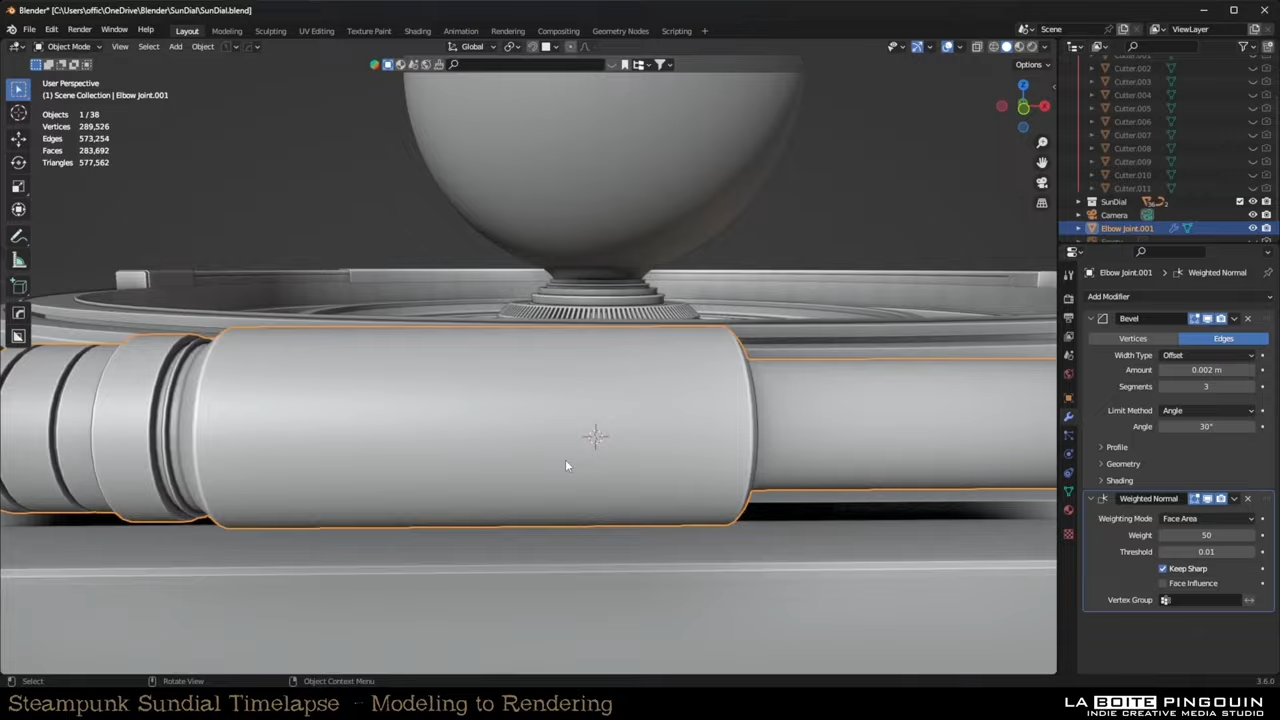 Blender* [C:\Users\offic\OneDrive\Blender\SunDial\SunDial.blend]
File Edit Render Window Help
Layout Modeling Sculpting UV Editing Texture Paint Shading Animation Rendering Compositing Geometry Nodes Scripting +
Scene ViewLayer
Object Mode View Select Add Object
Global
Options
User Perspective
(1) Scene Collection | Elbow Joint.001
Objects 1 / 38
Vertices 289,526
Edges 573,254
Faces 283,692
Triangles 577,562
Cutter.002
Cutter.003
Cutter.004
Cutter.005
Cutter.006
Cutter.007
Cutter.008
Cutter.009
Cutter.010
Cutter.011
SunDial
Camera
Elbow Joint.001
Elbow Joint.001 > Weighted Normal
Add Modifier
Bevel
Vertices Edges
Width Type Offset
Amount 0.002 m
Segments 3
Limit Method Angle
Angle 30°
Profile
Geometry
Shading
Weighted Normal
Weighting Mode Face Area
Weight 50
Threshold 0.01
Keep Sharp
Face Influence
Vertex Group
Select Rotate View Object Context Menu
3.6.0
Steampunk Sundial Timelapse - Modeling to Rendering
LA BOITE PINGOUIN
INDIE CREATIVE MEDIA STUDIO